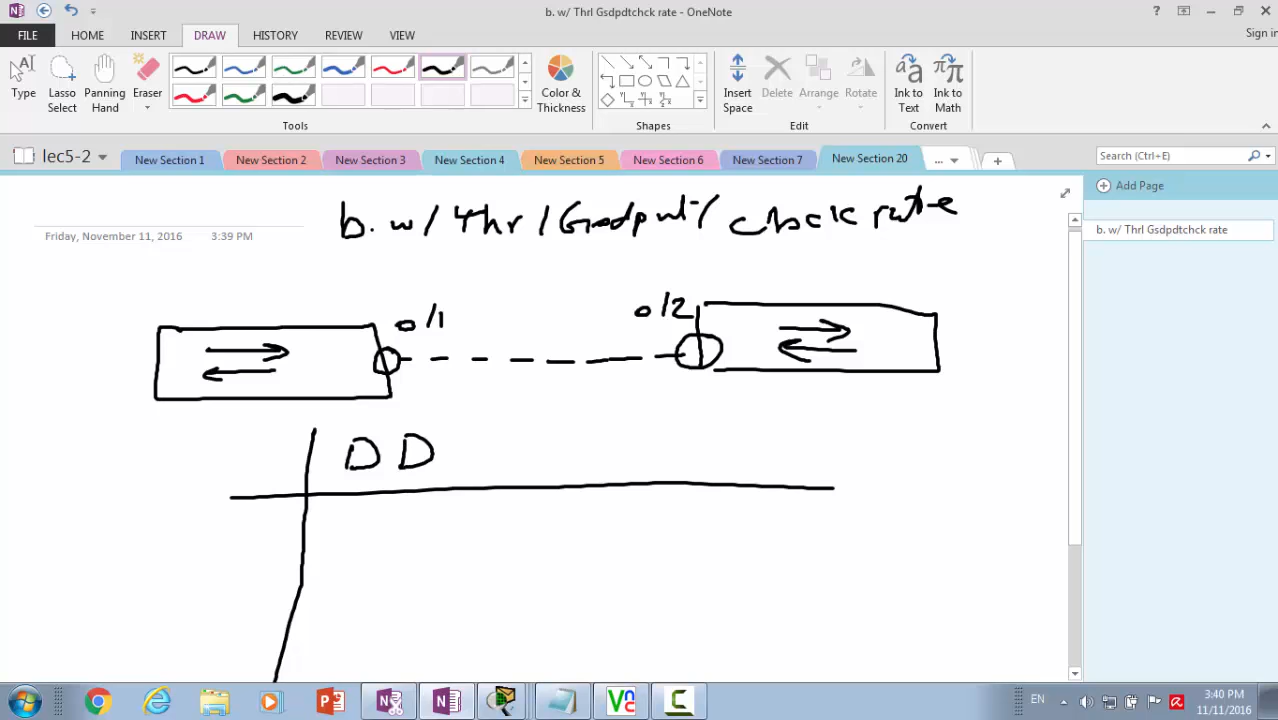 b. w/ Thrl Gsdpdtchck rate - OneNote
?
Sign in
FILE HOME INSERT DRAW HISTORY REVIEW VIEW
Type
Lasso Select
Panning Hand
Eraser
Color & Thickness
Insert Space
Delete
Arrange
Rotate
Ink to Text
Ink to Math
Tools
Shapes
Edit
Convert
lec5-2
New Section 1
New Section 2
New Section 3
New Section 4
New Section 5
New Section 6
New Section 7
New Section 20
...
Search (Ctrl+E)
Add Page
b. w/ Thrl Gsdpdtchck rate
b. w/ Thr / Goodput / clock rate
Friday, November 11, 2016 3:39 PM
0/1
0/2
D D
EN
3:40 PM
11/11/2016